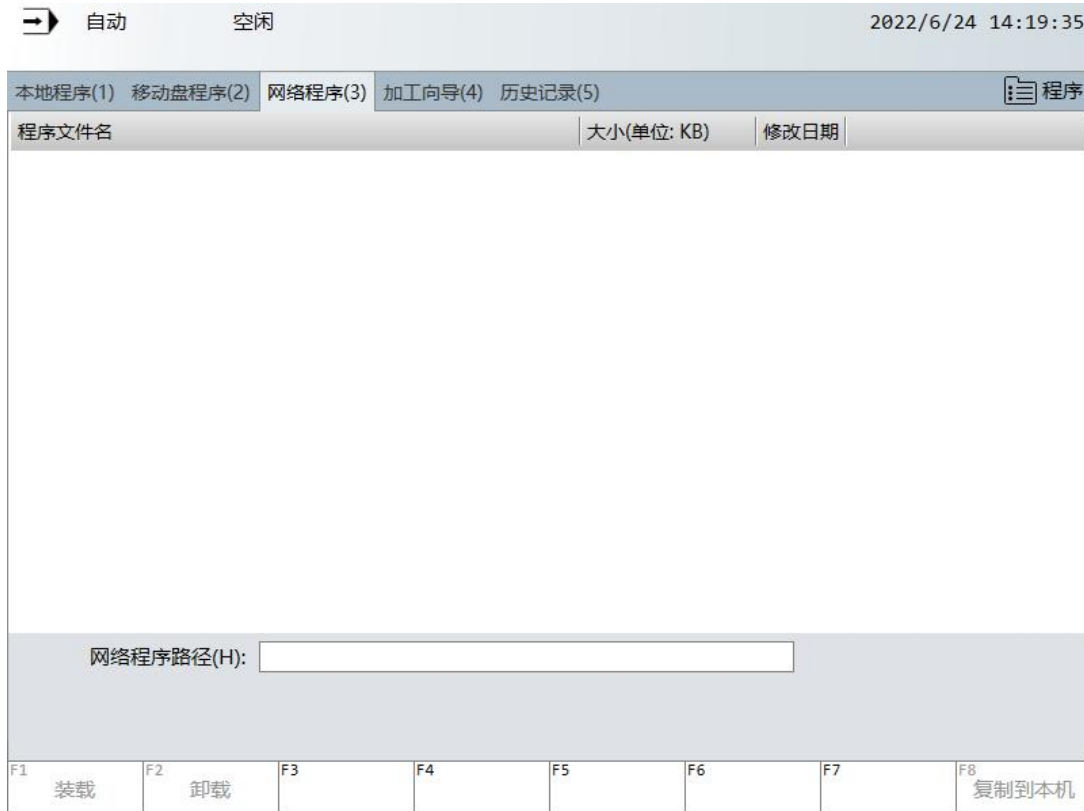 自动 空闲 2022/6/24 14:19:35
本地程序(1) 移动盘程序(2) 网络程序(3) 加工向导(4) 历史记录(5) 程序
程序文件名 大小(单位: KB) 修改日期
网络程序路径(H):
F1 F2 F3 F4 F5 F6 F7 F8
装载 卸载 复制到本机